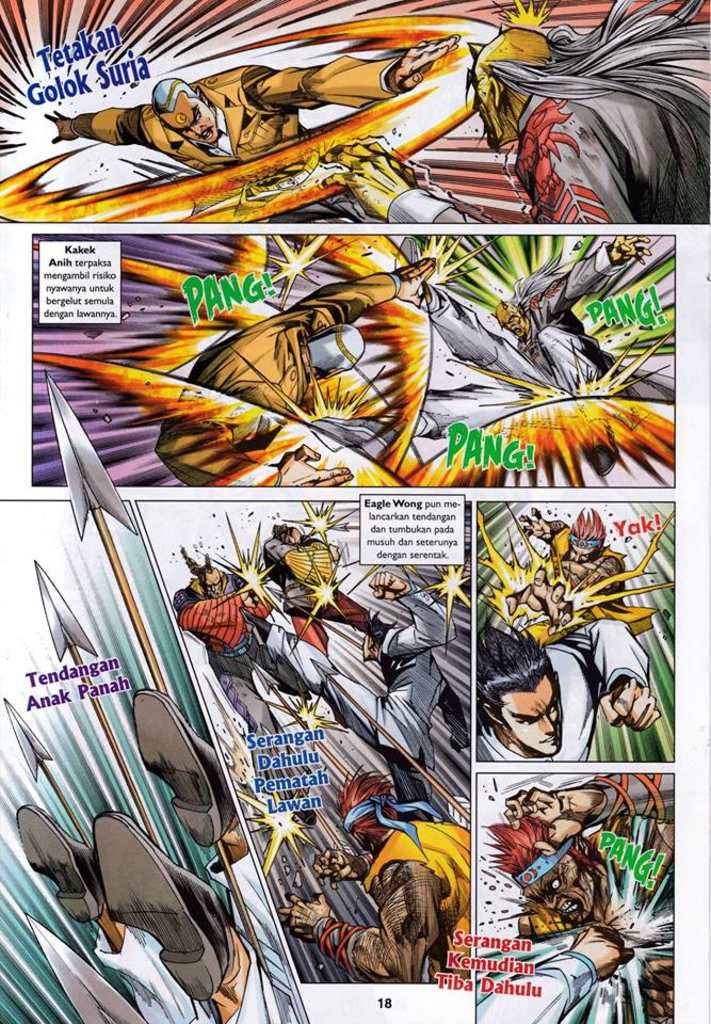 Tetakan
Golok Suria
Kakek
Anih terpaksa
mengambil risiko
nyawanya untuk
bergelut semula
dengan lawannya.
PANG!
PANG!
PANG!
Eagle Wong pun me-
lancarkan tendangan
dan tumbukan pada
musuh dan seterunya
dengan serentak.
Yak!
Tendangan
Anak Panah
Serangan
Dahulu
Pematah
Lawan
PANG!
Serangan
Kemudian
Tiba Dahulu
18